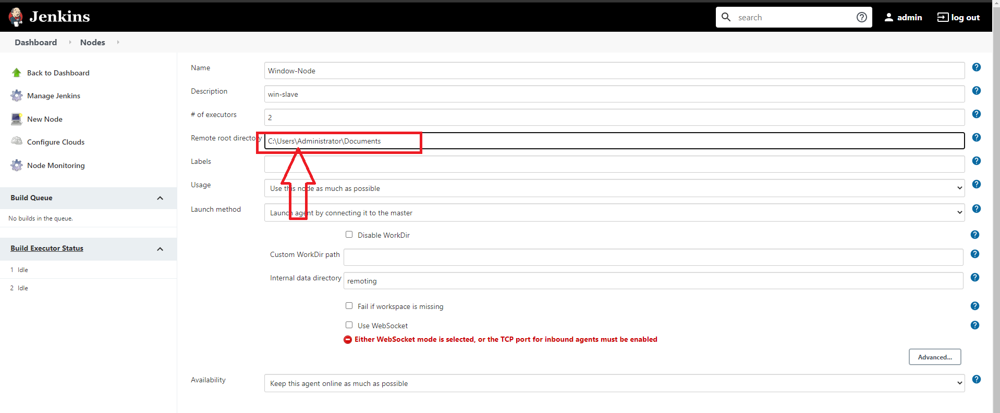 Jenkins
search
admin
log out
Dashboard
Nodes
Back to Dashboard
Manage Jenkins
New Node
Configure Clouds
Node Monitoring
Build Queue
No builds in the queue.
Build Executor Status
1 Idle
2 Idle
Name
Window-Node
Description
win-slave
# of executors
2
Remote root directory
C:\Users\Administrator\Documents
Labels
Usage
Use this node as much as possible
Launch method
Launch agent by connecting it to the master
Disable WorkDir
Custom WorkDir path
Internal data directory
remoting
Fail if workspace is missing
Use WebSocket
Either WebSocket mode is selected, or the TCP port for inbound agents must be enabled
Advanced...
Availability
Keep this agent online as much as possible